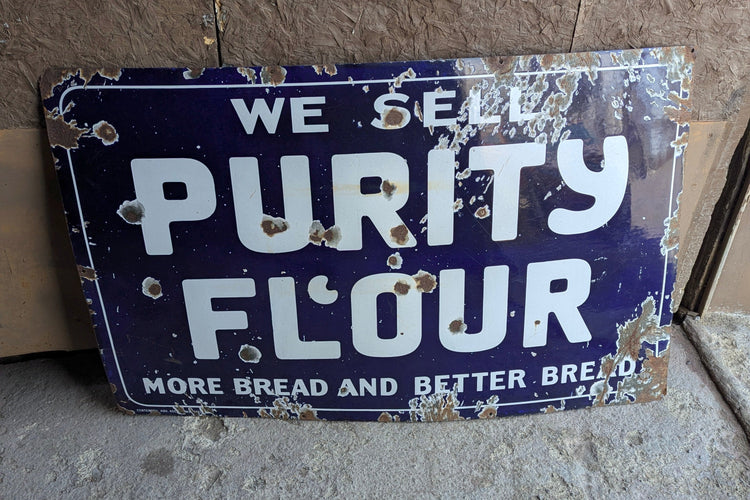 WE SELL
PURITY
FLOUR
MORE BREAD AND BETTER BREAD